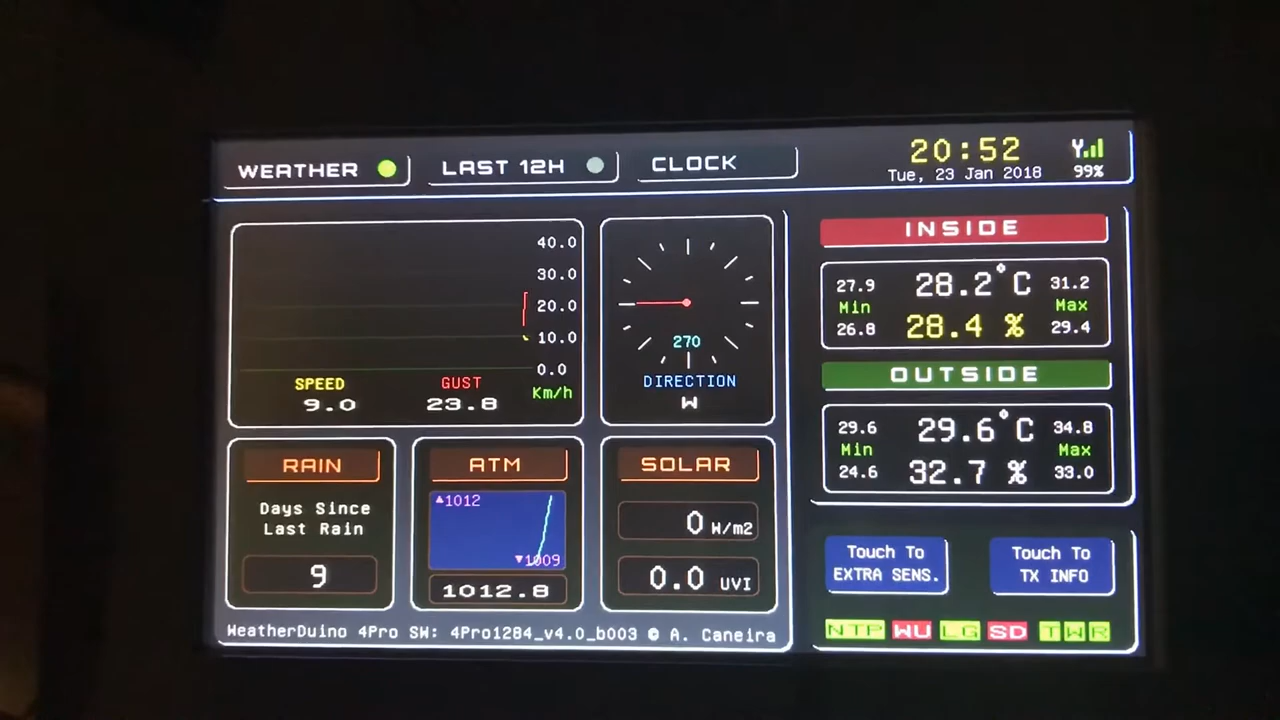 WEATHER
LAST 12H
CLOCK
20:52
Tue, 23 Jan 2018
99%
40.0
30.0
20.0
10.0
0.0
Km/h
SPEED
9.0
GUST
23.8
270
DIRECTION
W
INSIDE
27.9 28.2°C 31.2
Min Max
26.8 28.4 % 29.4
OUTSIDE
29.6 29.6°C 34.8
Min Max
24.6 32.7 % 33.0
RAIN
Days Since
Last Rain
9
ATM
▲1012
▼1009
1012.8
SOLAR
0 W/m2
0.0 UVI
Touch To
EXTRA SENS.
Touch To
TX INFO
WeatherDuino 4Pro SW: 4Pro1284_v4.0_b003 © A. Caneira
NTP WU LG SD T W R